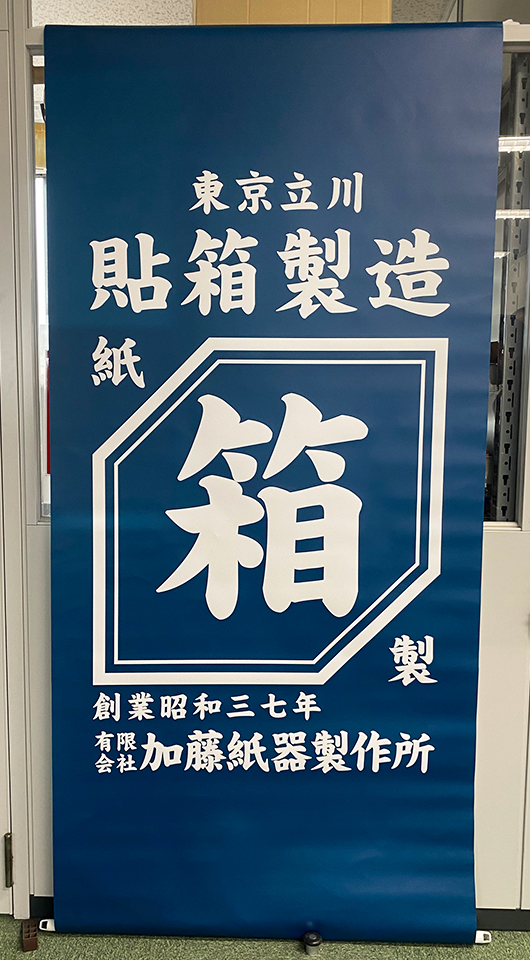 東京立川
貼箱製造
紙
箱
製
創業昭和三七年
有限会社 加藤紙器製作所